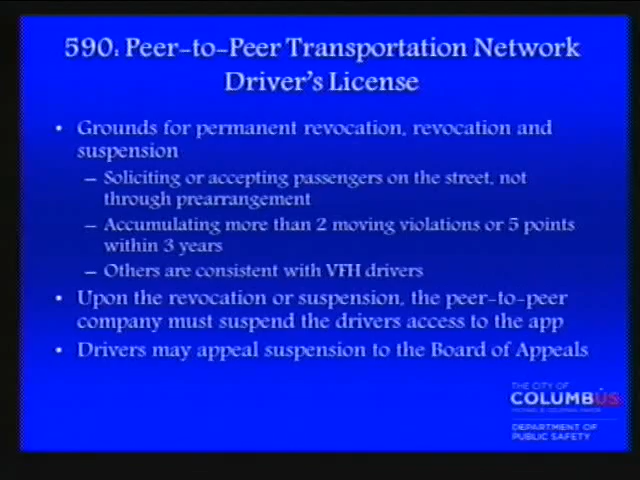 590: Peer-to-Peer Transportation Network
Driver's License
• Grounds for permanent revocation, revocation and
suspension
– Soliciting or accepting passengers on the street, not
through prearrangement
– Accumulating more than 2 moving violations or 5 points
within 3 years
– Others are consistent with VFH drivers
• Upon the revocation or suspension, the peer-to-peer
company must suspend the drivers access to the app
• Drivers may appeal suspension to the Board of Appeals
THE CITY OF
COLUMBUS
MICHAEL B. COLEMAN, MAYOR
DEPARTMENT OF
PUBLIC SAFETY